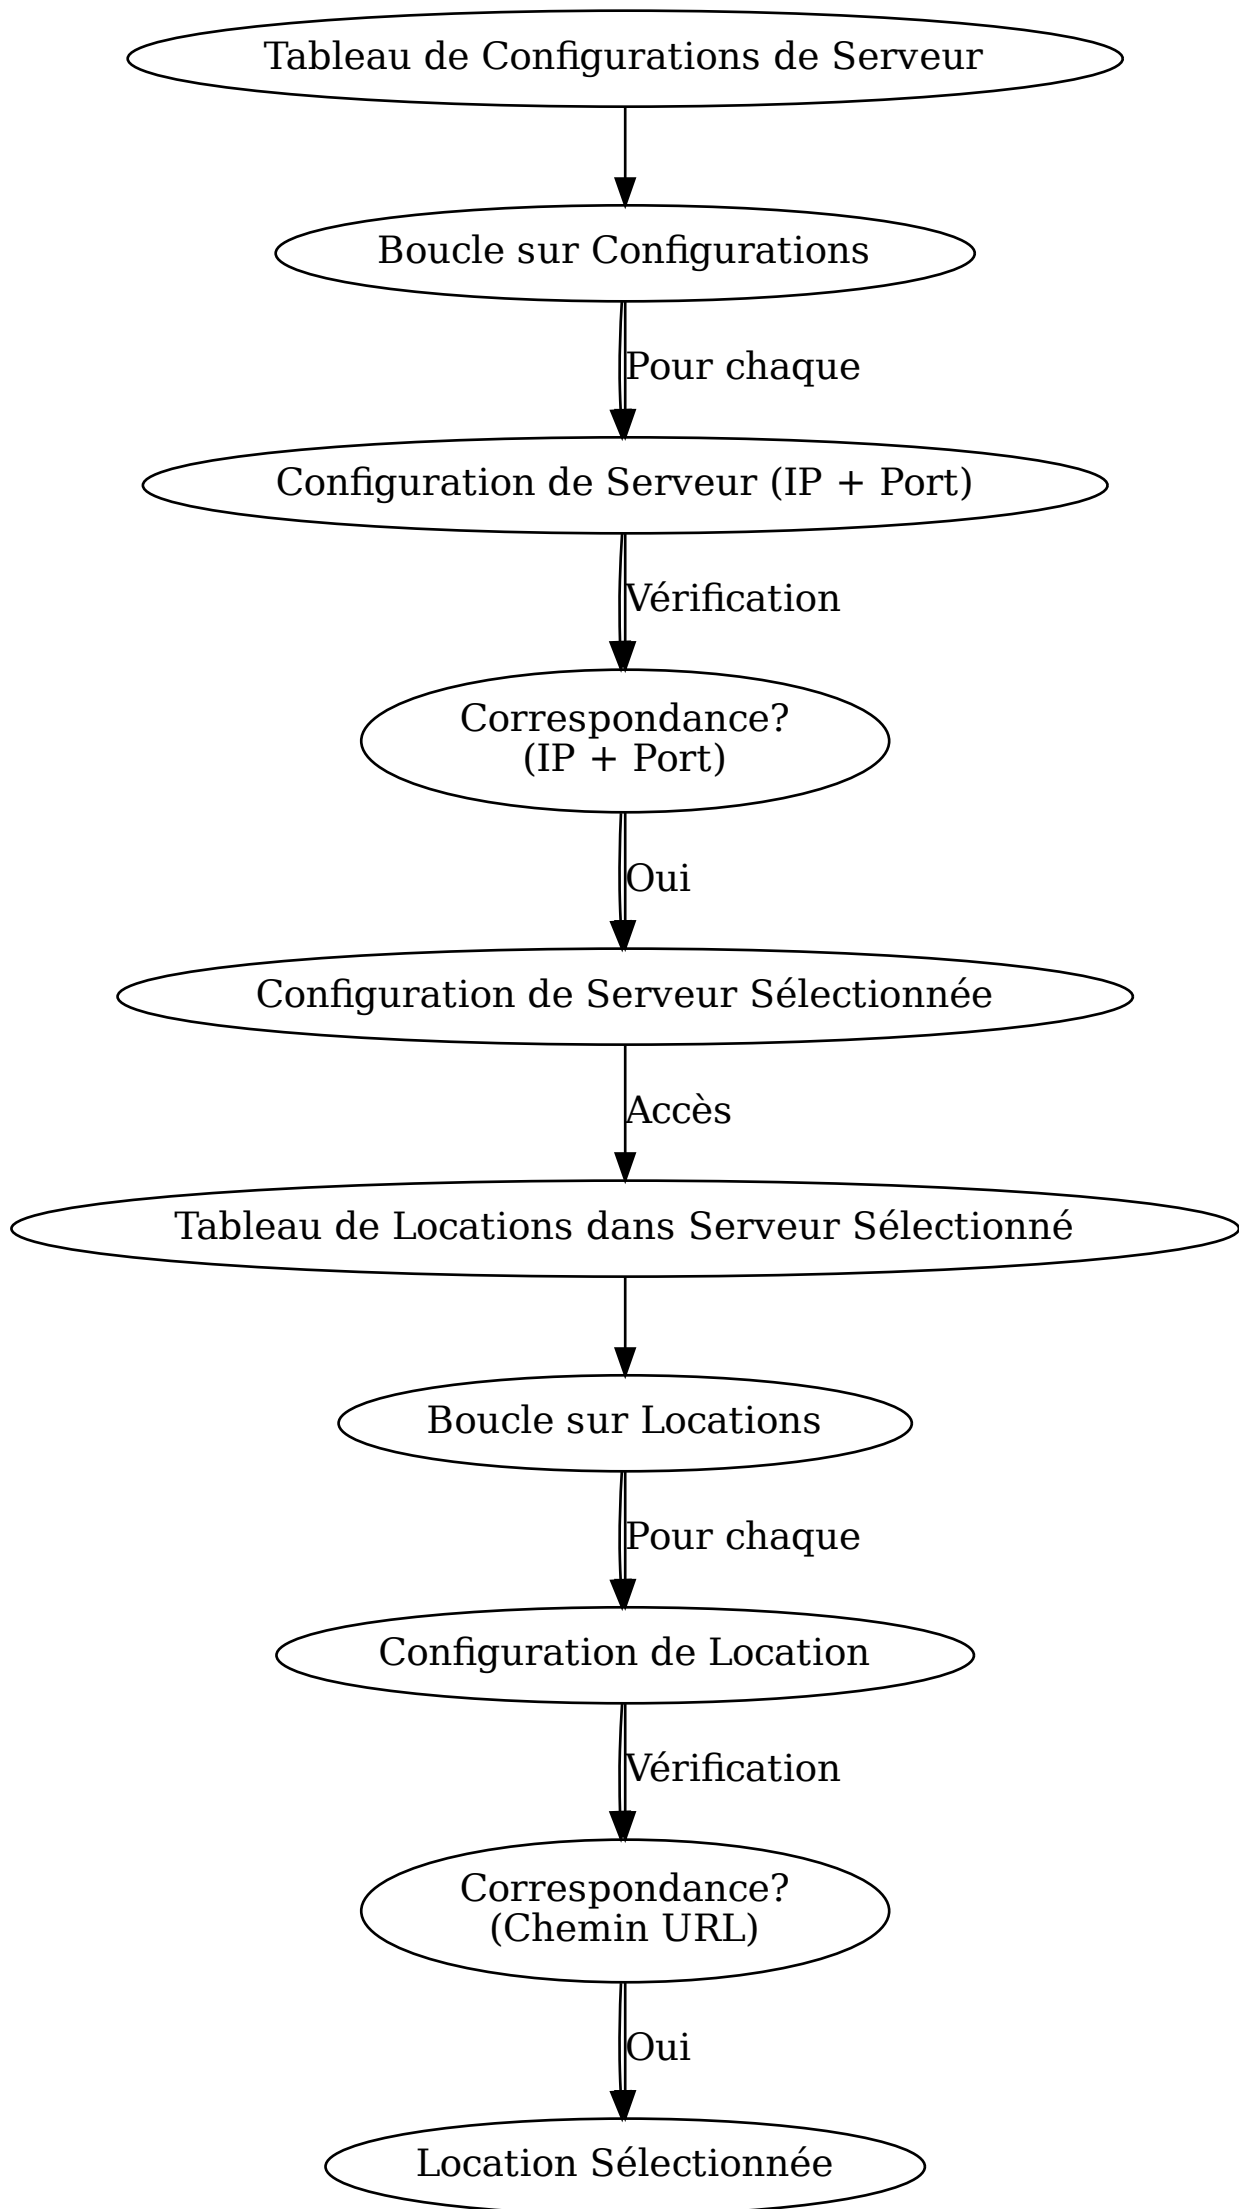 Tableau de Configurations de Serveur
Boucle sur Configurations
Pour chaque
Configuration de Serveur (IP + Port)
Vérification
Correspondance?
(IP + Port)
Oui
Configuration de Serveur Sélectionnée
Accès
Tableau de Locations dans Serveur Sélectionné
Boucle sur Locations
Pour chaque
Configuration de Location
Vérification
Correspondance?
(Chemin URL)
Oui
Location Sélectionnée